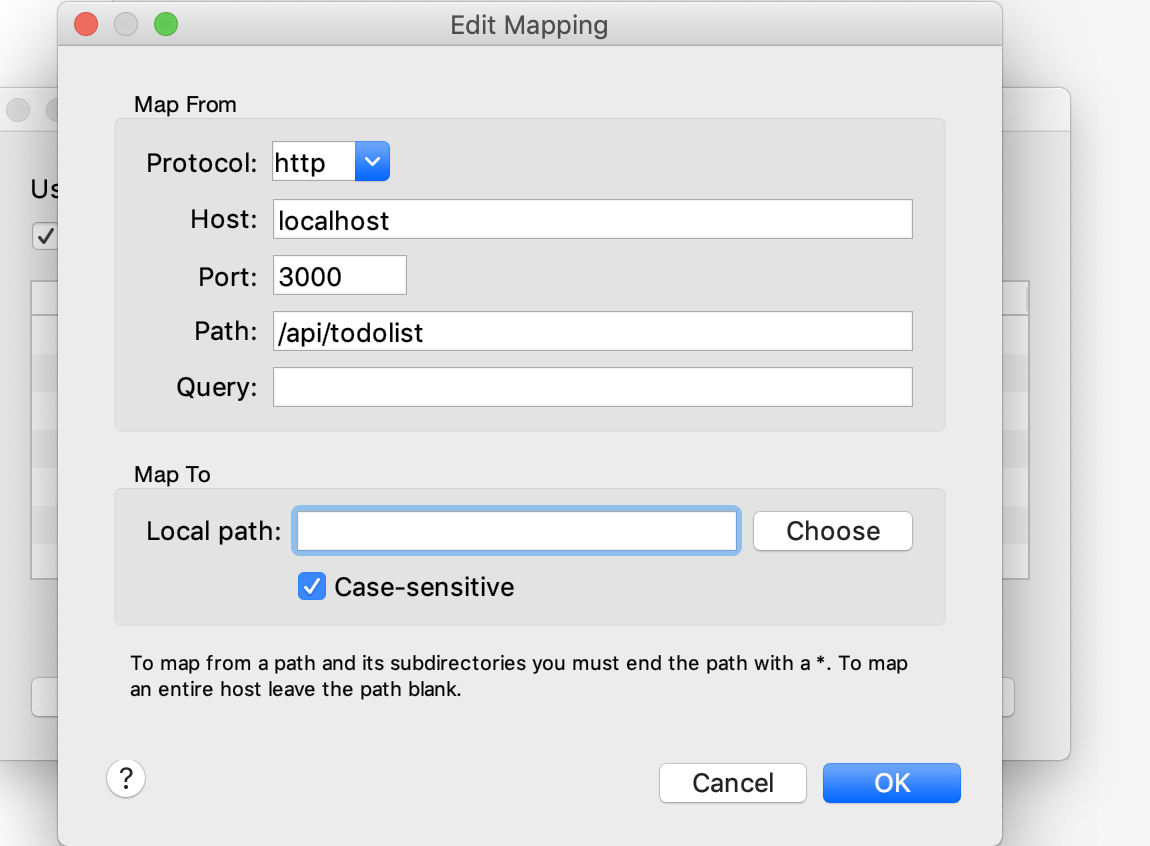 Edit Mapping
Map From
Protocol: http
Us
Host: localhost
Port: 3000
Path: /api/todolist
Query:
Map To
Local path: Choose
Case-sensitive
To map from a path and its subdirectories you must end the path with a *. To map
an entire host leave the path blank.
? Cancel OK